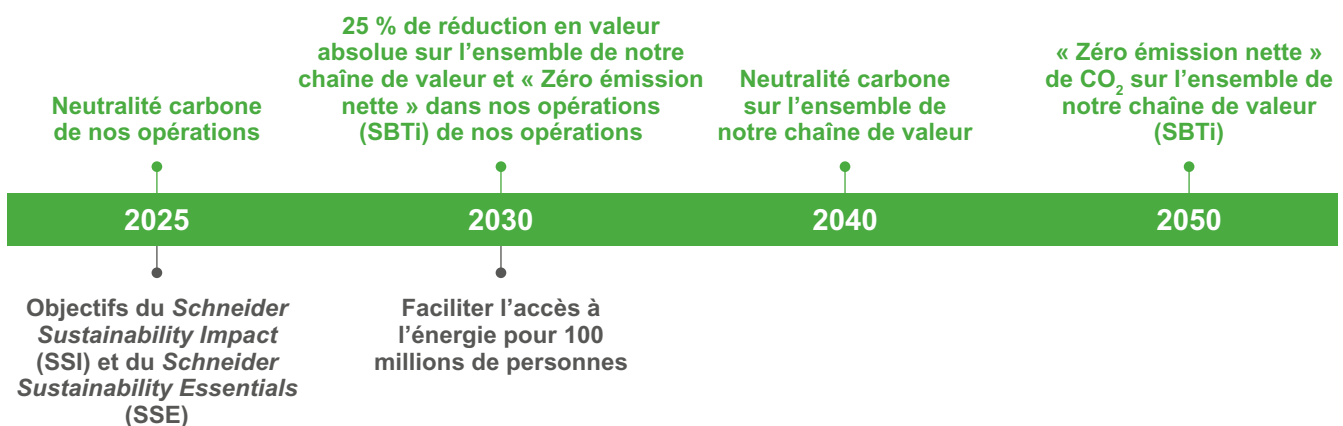 Neutralité carbone
de nos opérations
25 % de réduction en valeur
absolue sur l’ensemble de notre
chaîne de valeur et « Zéro émission
nette » dans nos opérations
(SBTi) de nos opérations
Neutralité carbone
sur l’ensemble de
notre chaîne de valeur
« Zéro émission nette »
de CO₂ sur l’ensemble de
notre chaîne de valeur
(SBTi)
2025
2030
2040
2050
Objectifs du Schneider
Sustainability Impact
(SSI) et du Schneider
Sustainability Essentials
(SSE)
Faciliter l’accès à
l’énergie pour 100
millions de personnes